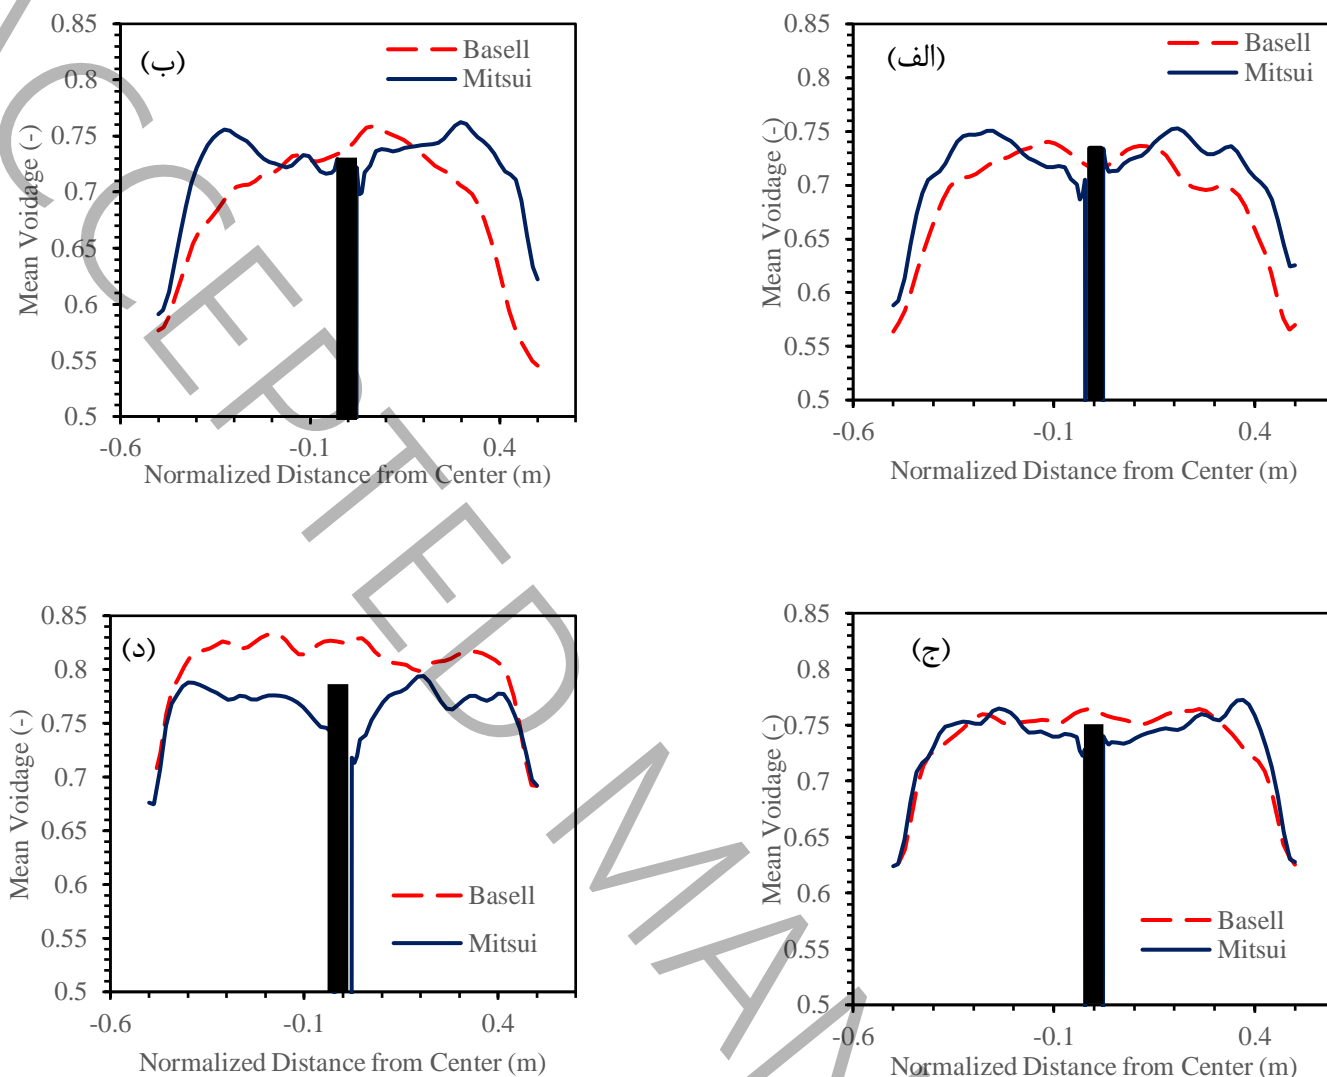 0.85
0.8
0.75
0.7
0.65
0.6
0.55
0.5
-0.6
-0.1
0.4
Mean Voidage (-)
Normalized Distance from Center (m)
(ب)
Basell
Mitsui
0.85
0.8
0.75
0.7
0.65
0.6
0.55
0.5
-0.6
-0.1
0.4
Mean Voidage (-)
Normalized Distance from Center (m)
(الف)
Basell
Mitsui
0.85
0.8
0.75
0.7
0.65
0.6
0.55
0.5
-0.6
-0.1
0.4
Mean Voidage (-)
Normalized Distance from Center (m)
(د)
Basell
Mitsui
0.85
0.8
0.75
0.7
0.65
0.6
0.55
0.5
-0.6
-0.1
0.4
Mean Voidage (-)
Normalized Distance from Center (m)
(ج)
Basell
Mitsui
CCEPTED MA